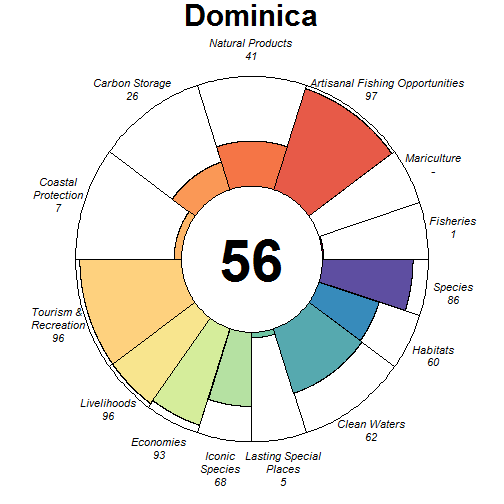 Dominica
Natural Products
41
Artisanal Fishing Opportunities
97
Mariculture
-
Fisheries
1
Species
86
Habitats
60
Clean Waters
62
Lasting Special
Places
5
Iconic
Species
68
Economies
93
Livelihoods
96
Tourism &
Recreation
96
Coastal
Protection
7
Carbon Storage
26
56